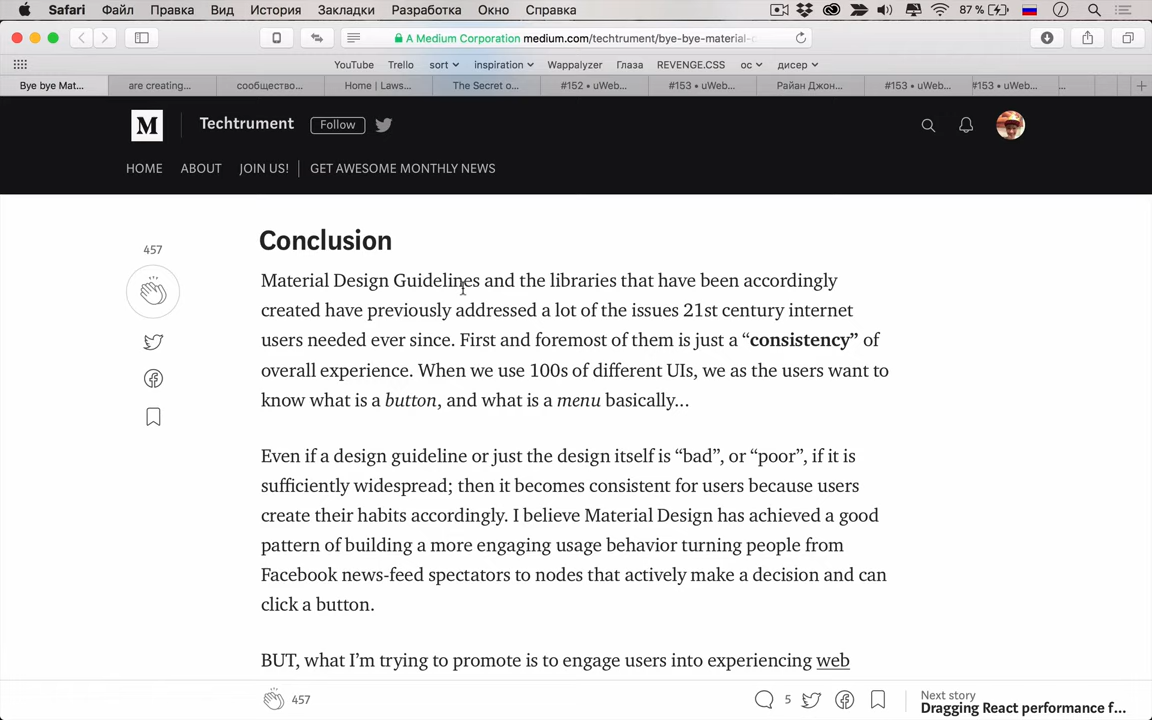 Safari Файл Правка Вид История Закладки Разработка Окно Справка 87 %
A Medium Corporation medium.com/techtrument/bye-bye-material-
YouTube Trello sort inspiration Wappalyzer Глаза REVENGE.CSS ос дисер
Bye bye Mat... are creating... сообщество... Home | Laws... The Secret o... #152 • uWeb... #153 • uWeb... Райан Джон... #153 • uWeb... #153 • uWeb... ...
M Techtrument Follow
HOME ABOUT JOIN US! GET AWESOME MONTHLY NEWS
Conclusion
457
Material Design Guidelines and the libraries that have been accordingly
created have previously addressed a lot of the issues 21st century internet
users needed ever since. First and foremost of them is just a “consistency” of
overall experience. When we use 100s of different UIs, we as the users want to
know what is a button, and what is a menu basically...
Even if a design guideline or just the design itself is “bad”, or “poor”, if it is
sufficiently widespread; then it becomes consistent for users because users
create their habits accordingly. I believe Material Design has achieved a good
pattern of building a more engaging usage behavior turning people from
Facebook news-feed spectators to nodes that actively make a decision and can
click a button.
BUT, what I’m trying to promote is to engage users into experiencing web
457 5 Next story
Dragging React performance f...